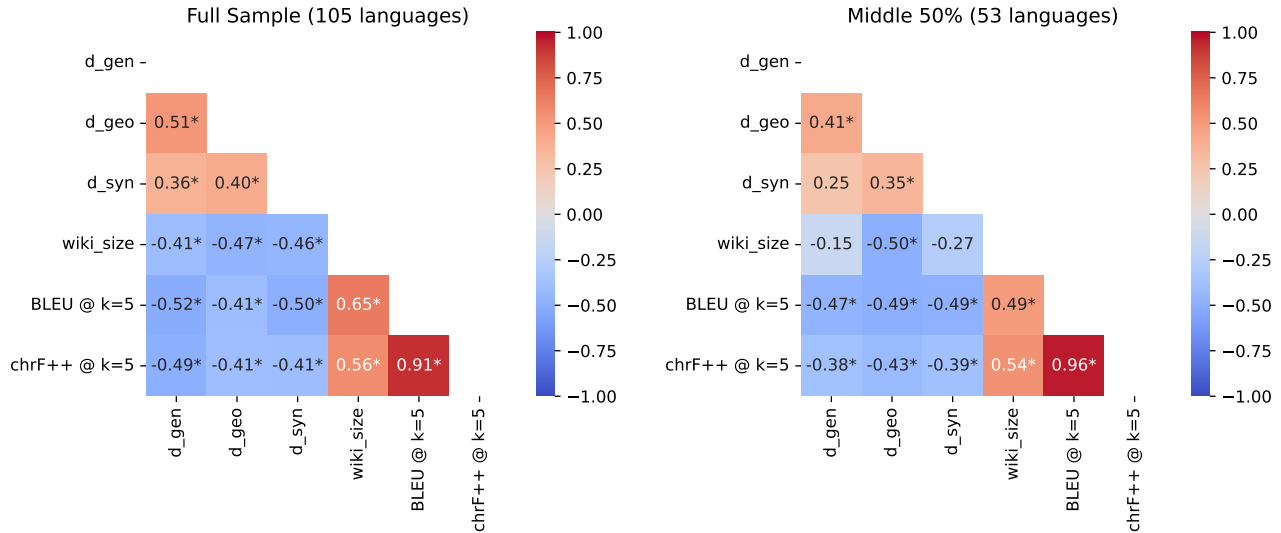 Full Sample (105 languages)
d_gen
d_geo
0.51*
d_syn
0.36* 0.40*
wiki_size
-0.41* -0.47* -0.46*
BLEU @ k=5
-0.52* -0.41* -0.50* 0.65*
chrF++ @ k=5
-0.49* -0.41* -0.41* 0.56* 0.91*
d_gen
d_geo
d_syn
wiki_size
BLEU @ k=5
chrF++ @ k=5
1.00
0.75
0.50
0.25
0.00
−0.25
−0.50
−0.75
−1.00
Middle 50% (53 languages)
d_gen
d_geo
0.41*
d_syn
0.25 0.35*
wiki_size
-0.15 -0.50* -0.27
BLEU @ k=5
-0.47* -0.49* -0.49* 0.49*
chrF++ @ k=5
-0.38* -0.43* -0.39* 0.54* 0.96*
d_gen
d_geo
d_syn
wiki_size
BLEU @ k=5
chrF++ @ k=5
1.00
0.75
0.50
0.25
0.00
−0.25
−0.50
−0.75
−1.00